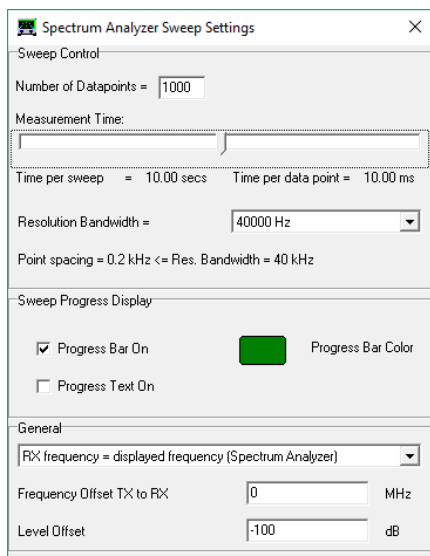 Spectrum Analyzer Sweep Settings
Sweep Control
Number of Datapoints = 1000
Measurement Time:
Time per sweep = 10.00 secs Time per data point = 10.00 ms
Resolution Bandwidth = 40000 Hz
Point spacing = 0.2 kHz <= Res. Bandwidth = 40 kHz
Sweep Progress Display
Progress Bar On Progress Bar Color
Progress Text On
General
RX frequency = displayed frequency (Spectrum Analyzer)
Frequency Offset TX to RX 0 MHz
Level Offset -100 dB